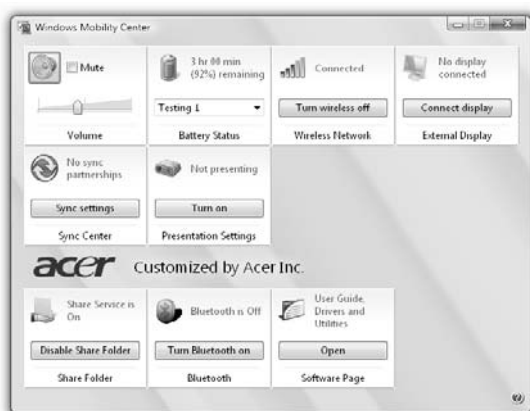 Windows Mobility Center
Mute
Volume
3 hr 00 min
(92%) remaining
Testing 1
Battery Status
Connected
Turn wireless off
Wireless Network
No display
connected
Connect display
External Display
No sync
partnerships
Sync settings
Sync Center
Not presenting
Turn on
Presentation Settings
acer Customized by Acer Inc.
Share Service is
On
Disable Share Folder
Share Folder
Bluetooth is Off
Turn Bluetooth on
Bluetooth
User Guide,
Drivers and
Utilities
Open
Software Page